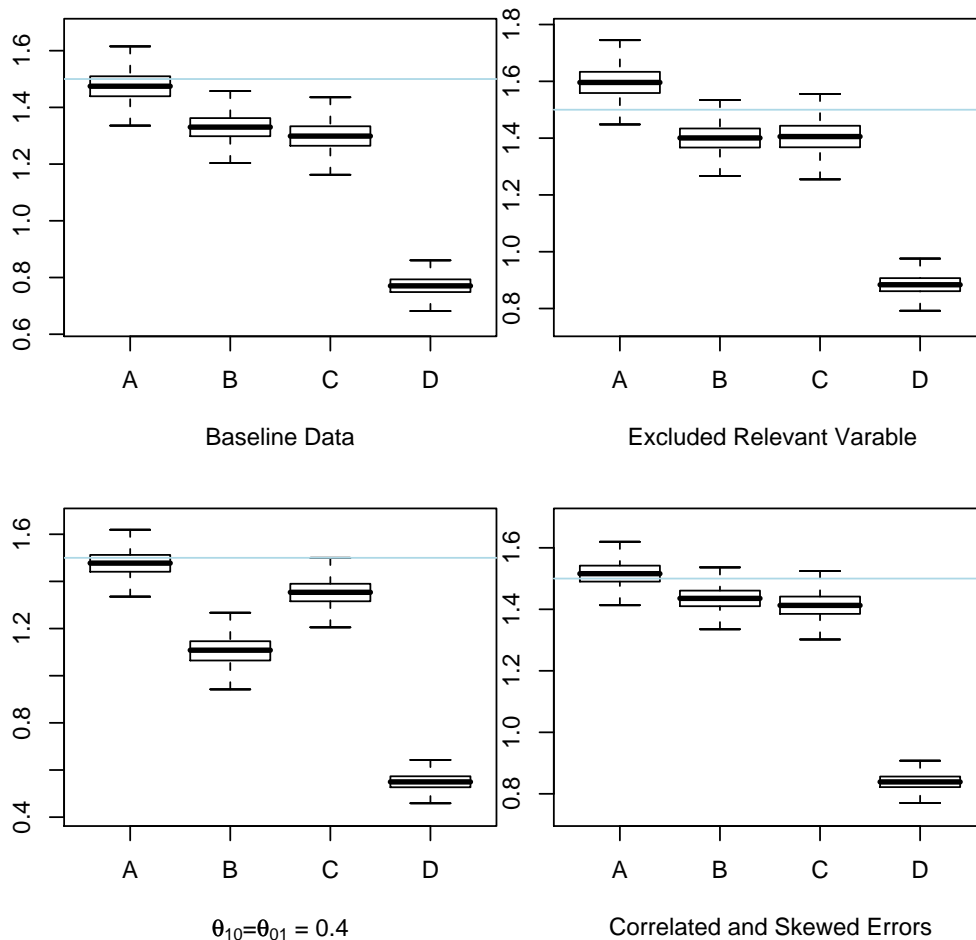 1.6
1.4
1.2
1.0
0.8
0.6
A B C D
Baseline Data
1.8
1.6
1.4
1.2
1.0
0.8
A B C D
Excluded Relevant Varable
1.6
1.2
0.8
0.4
A B C D
θ10=θ01 = 0.4
1.6
1.4
1.2
1.0
0.8
A B C D
Correlated and Skewed Errors